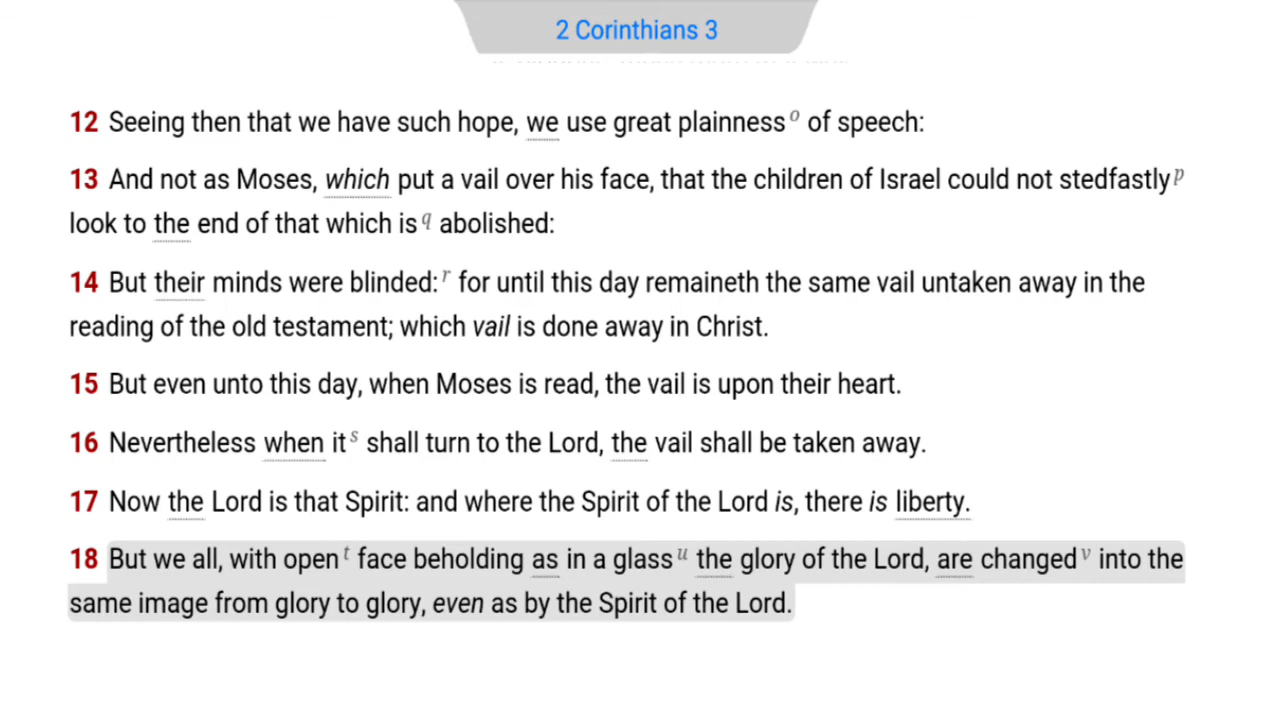 2 Corinthians 3
12 Seeing then that we have such hope, we use great plainness o of speech:
13 And not as Moses, which put a vail over his face, that the children of Israel could not stedfastly p
look to the end of that which is q abolished:
14 But their minds were blinded: r for until this day remaineth the same vail untaken away in the
reading of the old testament; which vail is done away in Christ.
15 But even unto this day, when Moses is read, the vail is upon their heart.
16 Nevertheless when it s shall turn to the Lord, the vail shall be taken away.
17 Now the Lord is that Spirit: and where the Spirit of the Lord is, there is liberty.
18 But we all, with open t face beholding as in a glass u the glory of the Lord, are changed v into the
same image from glory to glory, even as by the Spirit of the Lord.